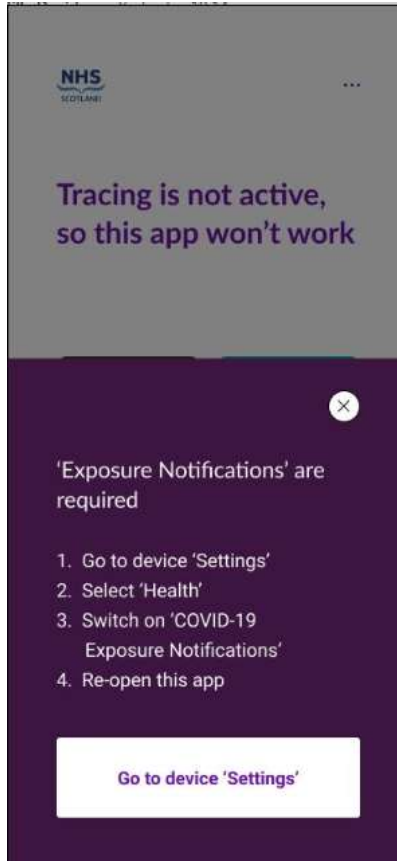 NHS
SCOTLAND
...
Tracing is not active,
so this app won't work
‘Exposure Notifications’ are
required
1. Go to device ‘Settings’
2. Select ‘Health’
3. Switch on ‘COVID-19
Exposure Notifications’
4. Re-open this app
Go to device ‘Settings’